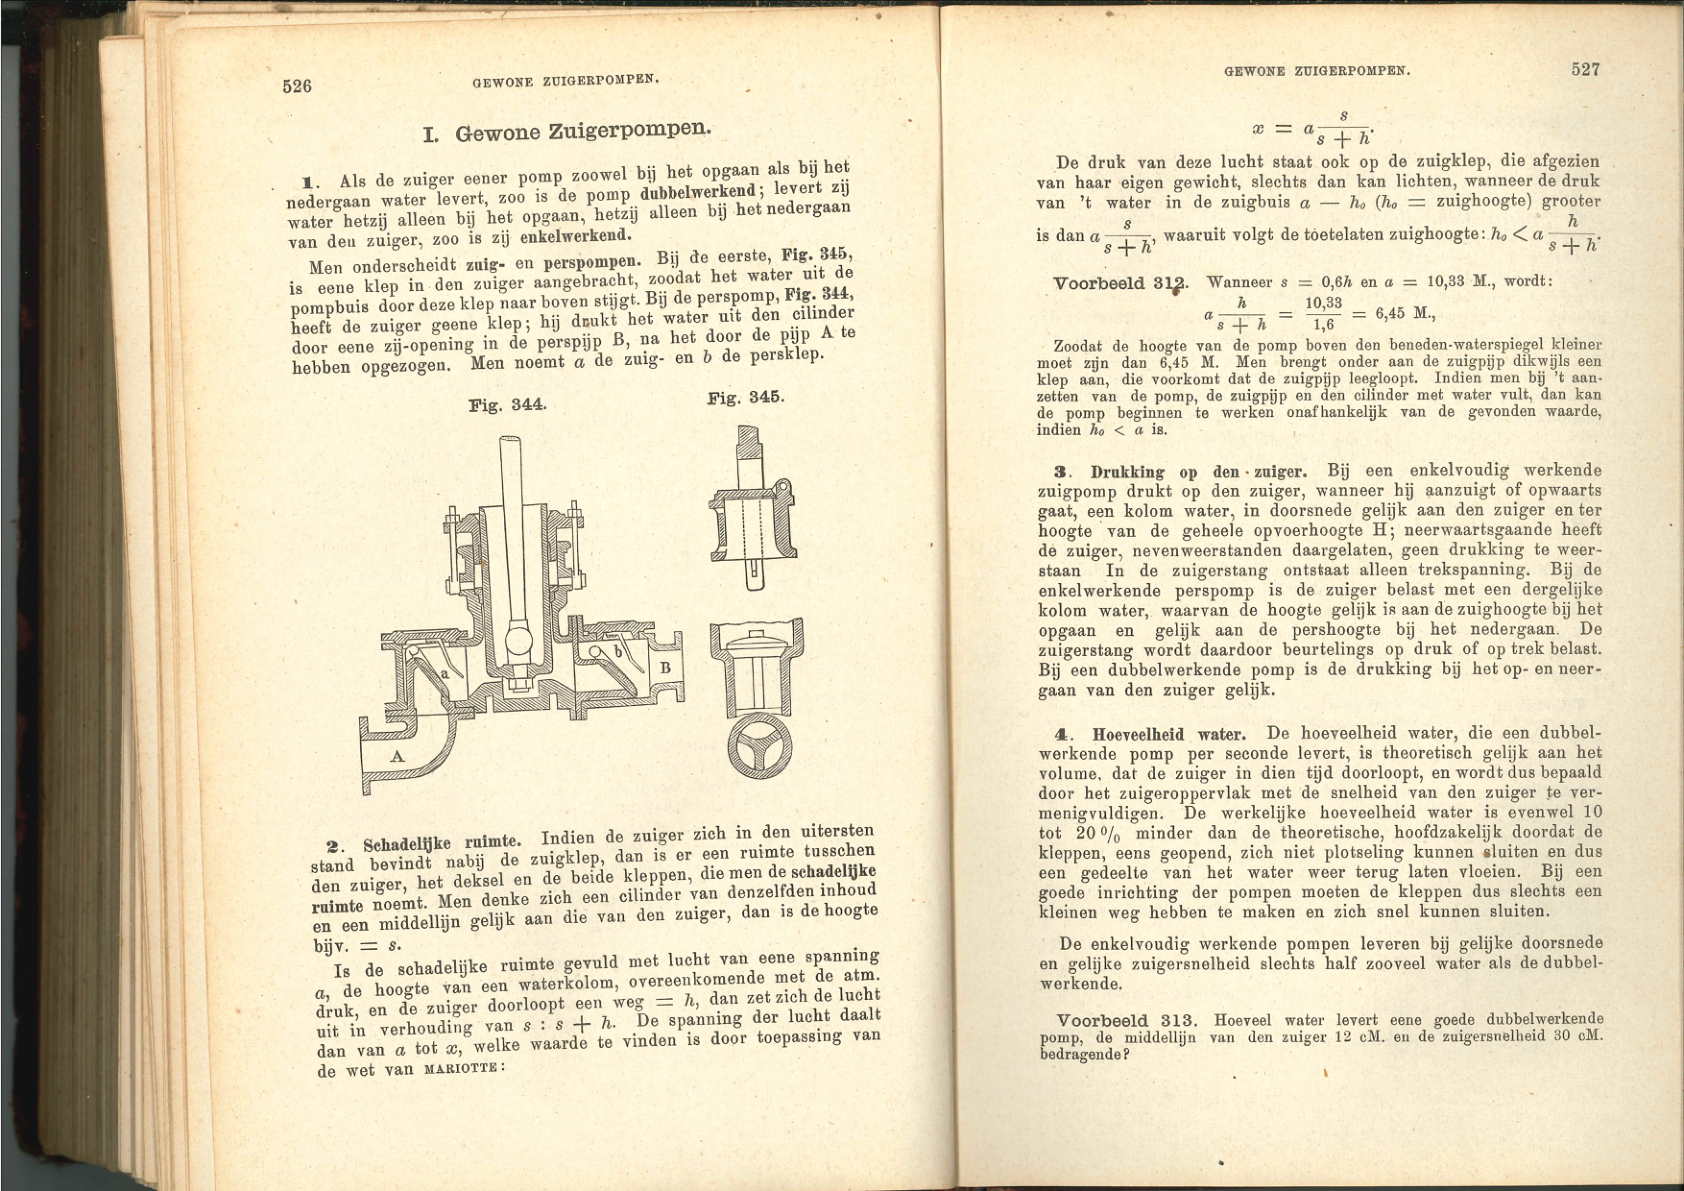 526
GEWONE ZUIGERPOMPEN.
I. Gewone Zuigerpompen.
1. Als de zuiger eener pomp zoowel bij het opgaan als bij het
nedergaan water levert, zoo is de pomp dubbelwerkend; levert zij
water hetzij alleen bij het opgaan, hetzij alleen bij het nedergaan
van den zuiger, zoo is zij enkelwerkend.
Men onderscheidt zuig- en perspompen. Bij de eerste, Fig. 345,
is eene klep in den zuiger aangebracht, zoodat het water uit de
pompbuis door deze klep naar boven stijgt. Bij de perspomp, Fig. 344,
heeft de zuiger geene klep; hij drukt het water uit den cilinder
door eene zij-opening in de perspijp B, na het door de pijp A te
hebben opgezogen. Men noemt a de zuig- en b de persklep.
Fig. 344.
Fig. 345.
a
b
B
A
2. Schadelijke ruimte. Indien de zuiger zich in den uitersten
stand bevindt nabij de zuigklep, dan is er een ruimte tusschen
den zuiger, het deksel en de beide kleppen, die men de schadelijke
ruimte noemt. Men denke zich een cilinder van denzelfden inhoud
en een middellijn gelijk aan die van den zuiger, dan is de hoogte
bijv. = s.
Is de schadelijke ruimte gevuld met lucht van eene spanning
a, de hoogte van een waterkolom, overeenkomende met de atm.
druk, en de zuiger doorloopt een weg = h, dan zet zich de lucht
uit in verhouding van s : s + h. De spanning der lucht daalt
dan van a tot x, welke waarde te vinden is door toepassing van
de wet van MARIOTTE:
GEWONE ZUIGERPOMPEN.
527
x = a s/(s + h).
De druk van deze lucht staat ook op de zuigklep, die afgezien
van haar eigen gewicht, slechts dan kan lichten, wanneer de druk
van 't water in de zuigbuis a — h₀ (h₀ = zuighoogte) grooter
is dan a s/(s + h), waaruit volgt de toetelaten zuighoogte: h₀ < a h/(s + h).
Voorbeeld 312. Wanneer s = 0,6h en a = 10,33 M., wordt:
a h/(s + h) = 10,33/1,6 = 6,45 M.,
Zoodat de hoogte van de pomp boven den beneden-waterspiegel kleiner
moet zijn dan 6,45 M. Men brengt onder aan de zuigpijp dikwijls een
klep aan, die voorkomt dat de zuigpijp leegloopt. Indien men bij 't aan-
zetten van de pomp, de zuigpijp en den cilinder met water vult, dan kan
de pomp beginnen te werken onafhankelijk van de gevonden waarde,
indien h₀ < a is.
3. Drukking op den zuiger. Bij een enkelvoudig werkende
zuigpomp drukt op den zuiger, wanneer hij aanzuigt of opwaarts
gaat, een kolom water, in doorsnede gelijk aan den zuiger en ter
hoogte van de geheele opvoerhoogte H; neerwaartsgaande heeft
de zuiger, nevenweerstanden daargelaten, geen drukking te weer-
staan In de zuigerstang ontstaat alleen trekspanning. Bij de
enkelwerkende perspomp is de zuiger belast met een dergelijke
kolom water, waarvan de hoogte gelijk is aan de zuighoogte bij het
opgaan en gelijk aan de pershoogte bij het nedergaan. De
zuigerstang wordt daardoor beurtelings op druk of op trek belast.
Bij een dubbelwerkende pomp is de drukking bij het op- en neer-
gaan van den zuiger gelijk.
4. Hoeveelheid water. De hoeveelheid water, die een dubbel-
werkende pomp per seconde levert, is theoretisch gelijk aan het
volume, dat de zuiger in dien tijd doorloopt, en wordt dus bepaald
door het zuigeroppervlak met de snelheid van den zuiger te ver-
menigvuldigen. De werkelijke hoeveelheid water is evenwel 10
tot 20 % minder dan de theoretische, hoofdzakelijk doordat de
kleppen, eens geopend, zich niet plotseling kunnen sluiten en dus
een gedeelte van het water weer terug laten vloeien. Bij een
goede inrichting der pompen moeten de kleppen dus slechts een
kleinen weg hebben te maken en zich snel kunnen sluiten.
De enkelvoudig werkende pompen leveren bij gelijke doorsnede
en gelijke zuigersnelheid slechts half zooveel water als de dubbel-
werkende.
Voorbeeld 313. Hoeveel water levert eene goede dubbelwerkende
pomp, de middellijn van den zuiger 12 cM. en de zuigersnelheid 30 cM.
bedragende?